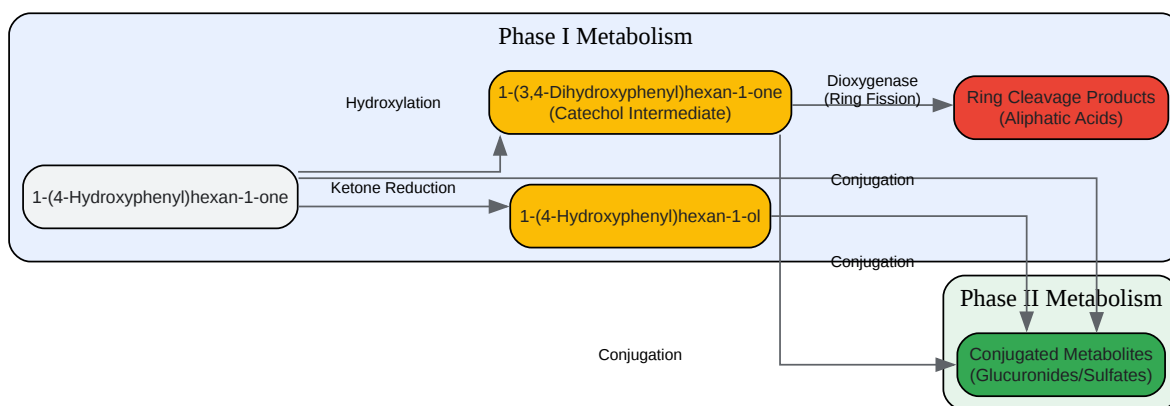 Phase I Metabolism
Hydroxylation
1-(3,4-Dihydroxyphenyl)hexan-1-one
(Catechol Intermediate)
Dioxygenase
(Ring Fission)
Ring Cleavage Products
(Aliphatic Acids)
1-(4-Hydroxyphenyl)hexan-1-one
Ketone Reduction
Conjugation
1-(4-Hydroxyphenyl)hexan-1-ol
Conjugation
Phase II Metabolism
Conjugation
Conjugated Metabolites
(Glucuronides/Sulfates)